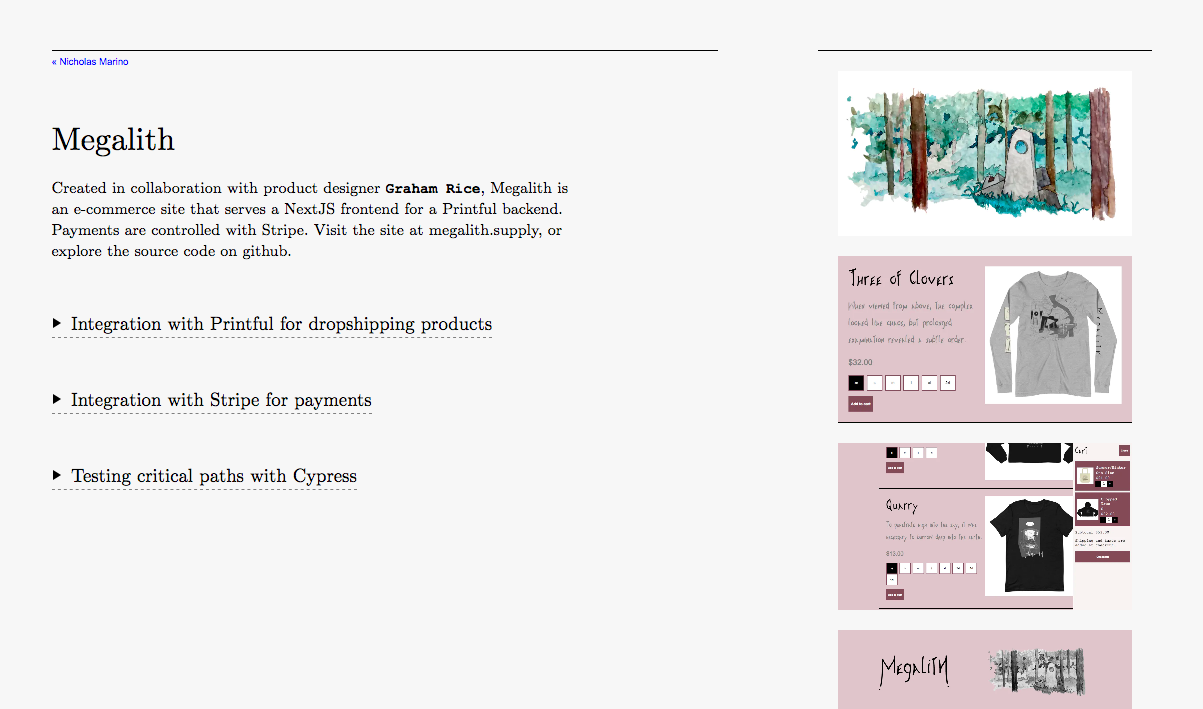 « Nicholas Marino
Megalith
Created in collaboration with product designer Graham Rice, Megalith is
an e-commerce site that serves a NextJS frontend for a Printful backend.
Payments are controlled with Stripe. Visit the site at megalith.supply, or
explore the source code on github.
Integration with Printful for dropshipping products
Integration with Stripe for payments
Testing critical paths with Cypress
Three of Clovers
When viewed from above, the complex
looked like chaos, but prolonged
examination revealed a subtle order.
$32.00
Add to cart
Cart
Quarry
$18.00
Megalith